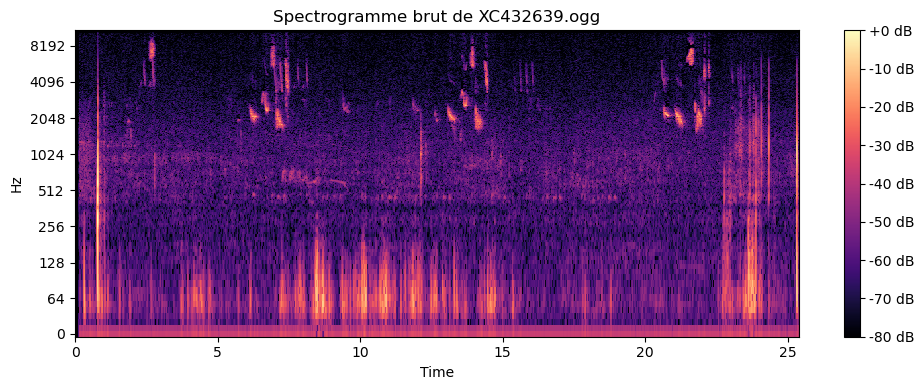 Spectrogramme brut de XC432639.ogg
Hz
8192
4096
2048
1024
512
256
128
64
0
0 5 10 15 20 25
Time
+0 dB
-10 dB
-20 dB
-30 dB
-40 dB
-50 dB
-60 dB
-70 dB
-80 dB